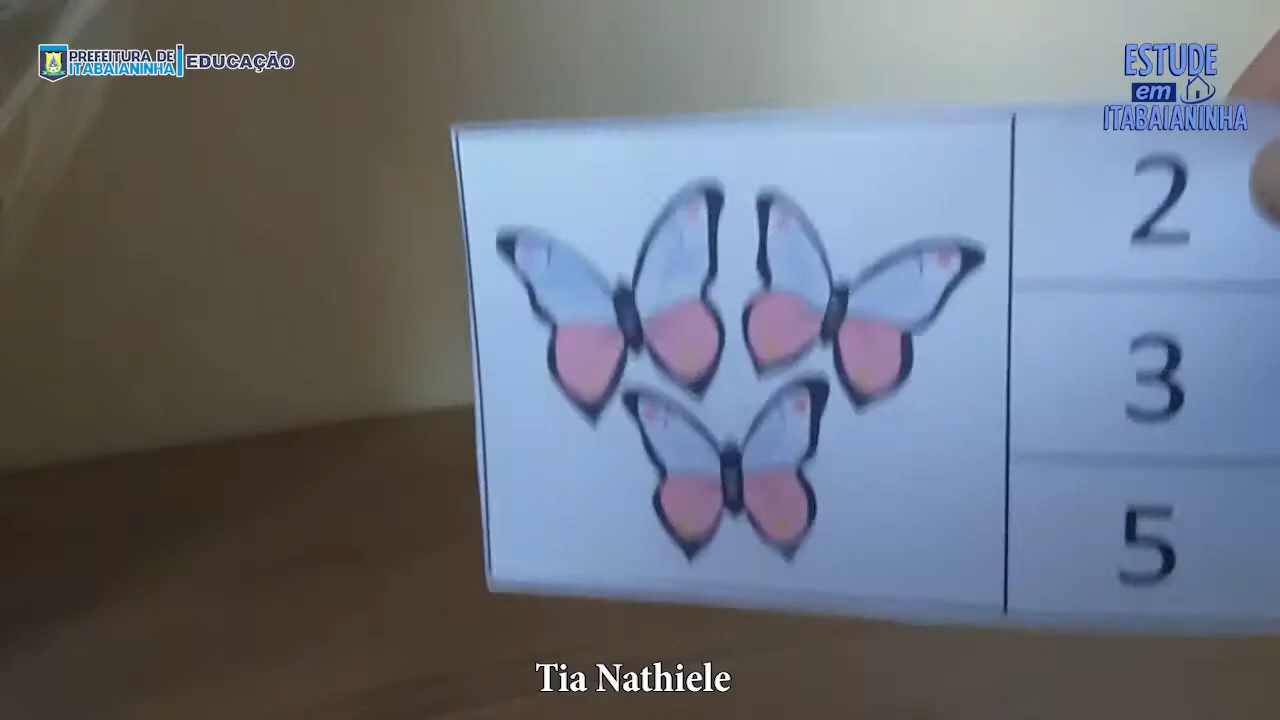 PREFEITURA DE
ITABAIANINHA
EDUCAÇÃO
ESTUDE
em
ITABAIANINHA
2
3
5
Tia Nathiele